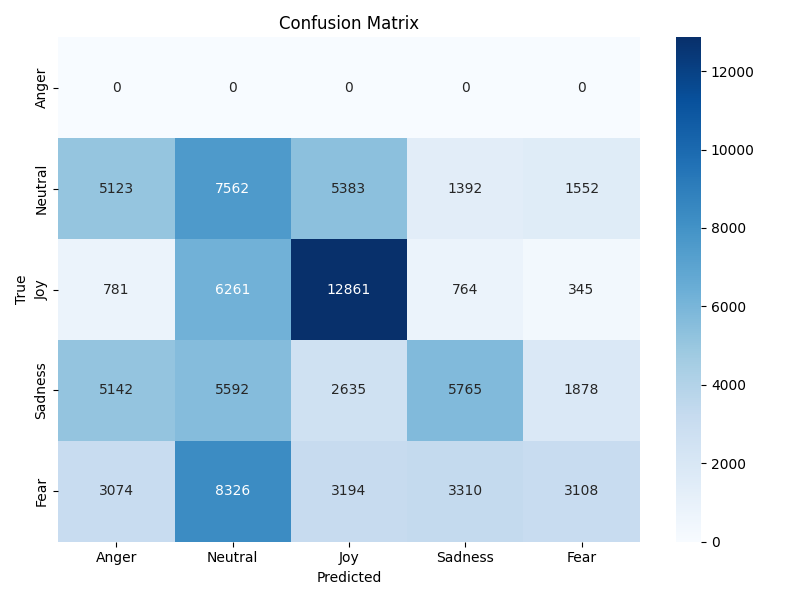 Confusion Matrix
True
Anger 0 0 0 0 0
Neutral 5123 7562 5383 1392 1552
Joy 781 6261 12861 764 345
Sadness 5142 5592 2635 5765 1878
Fear 3074 8326 3194 3310 3108
Anger Neutral Joy Sadness Fear
Predicted
12000
10000
8000
6000
4000
2000
0